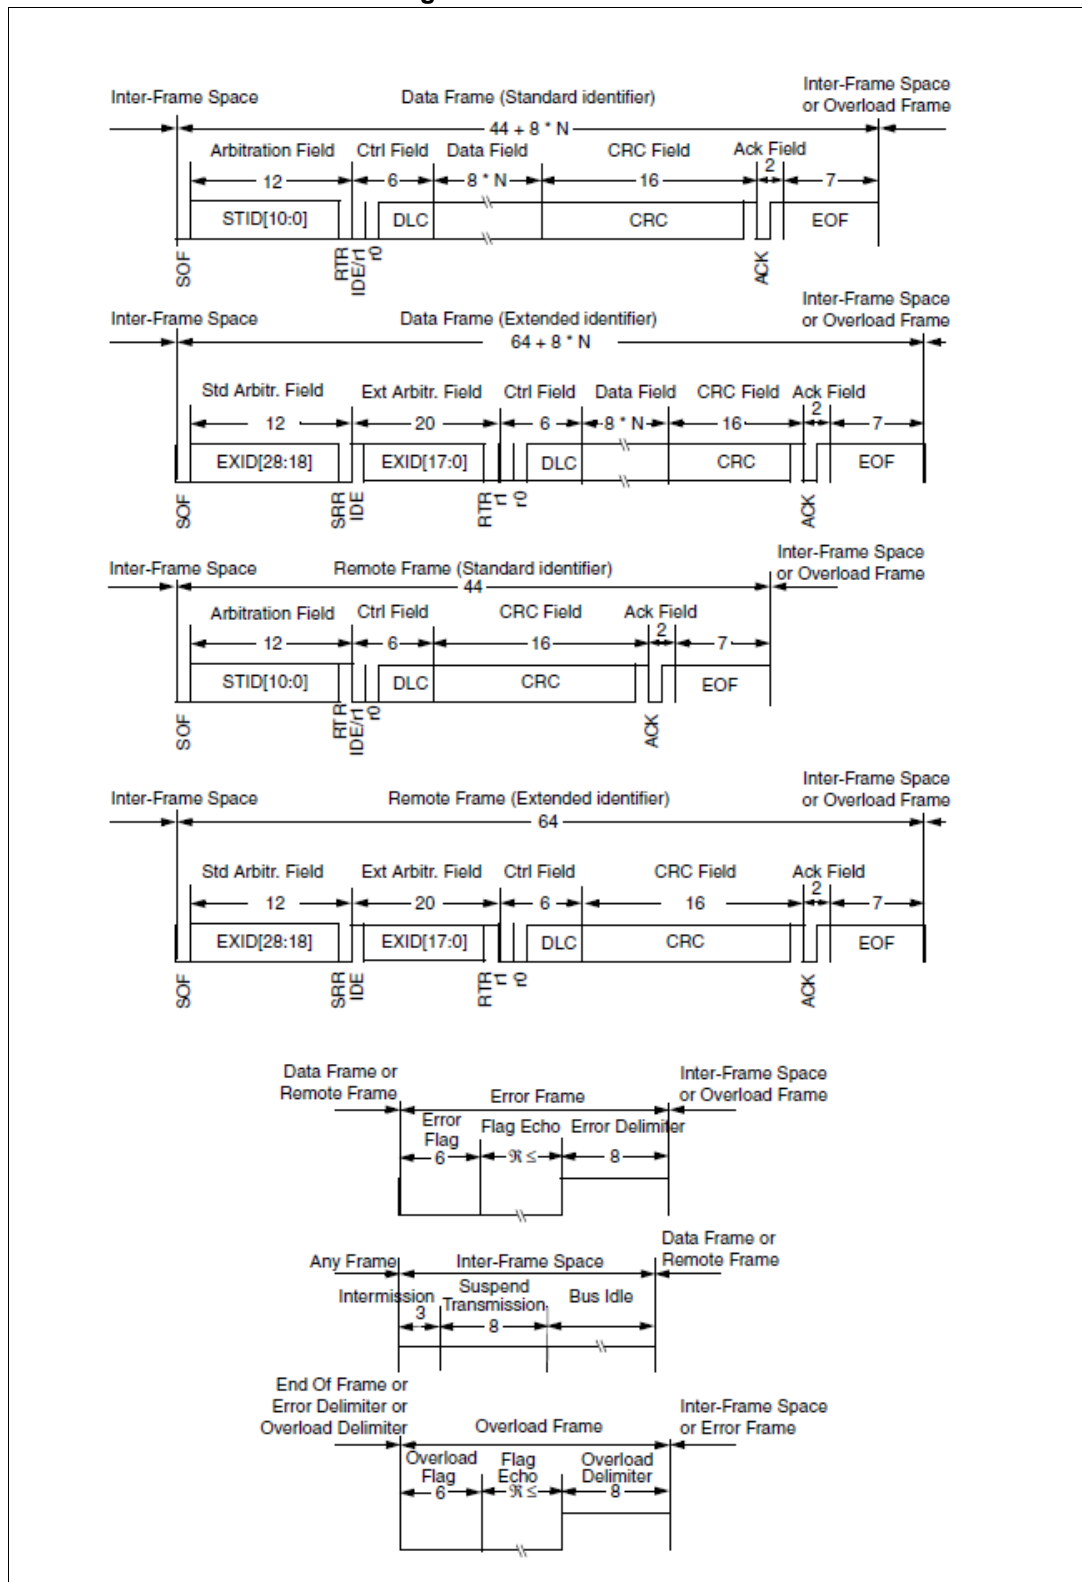 Inter-Frame Space Data Frame (Standard identifier) Inter-Frame Space
or Overload Frame
44 + 8 * N
Arbitration Field Ctrl Field Data Field CRC Field Ack Field
12 6 8 * N 16 2 7
STID[10:0] DLC CRC EOF
SOF RTR IDE/r1 r0 ACK
Inter-Frame Space Data Frame (Extended identifier) Inter-Frame Space
or Overload Frame
64 + 8 * N
Std Arbitr. Field Ext Arbitr. Field Ctrl Field Data Field CRC Field Ack Field
12 20 6 8 * N 16 2 7
EXID[28:18] EXID[17:0] DLC CRC EOF
SOF SRR IDE RTR r1 r0 ACK
Inter-Frame Space Remote Frame (Standard identifier) Inter-Frame Space
or Overload Frame
44
Arbitration Field Ctrl Field CRC Field Ack Field
12 6 16 2 7
STID[10:0] DLC CRC EOF
SOF RTR IDE/r1 r0 ACK
Inter-Frame Space Remote Frame (Extended identifier) Inter-Frame Space
or Overload Frame
64
Std Arbitr. Field Ext Arbitr. Field Ctrl Field CRC Field Ack Field
12 20 6 16 2 7
EXID[28:18] EXID[17:0] DLC CRC EOF
SOF SRR IDE RTR r1 r0 ACK
Data Frame or
Remote Frame Error Frame Inter-Frame Space
or Overload Frame
Error
Flag Flag Echo Error Delimiter
6 ℜ ≤ 8
Any Frame Inter-Frame Space Data Frame or
Remote Frame
Intermission Suspend
Transmission Bus Idle
3 8
End Of Frame or
Error Delimiter or
Overload Delimiter Overload Frame Inter-Frame Space
or Error Frame
Overload
Flag Flag
Echo Overload
Delimiter
6 ℜ ≤ 8